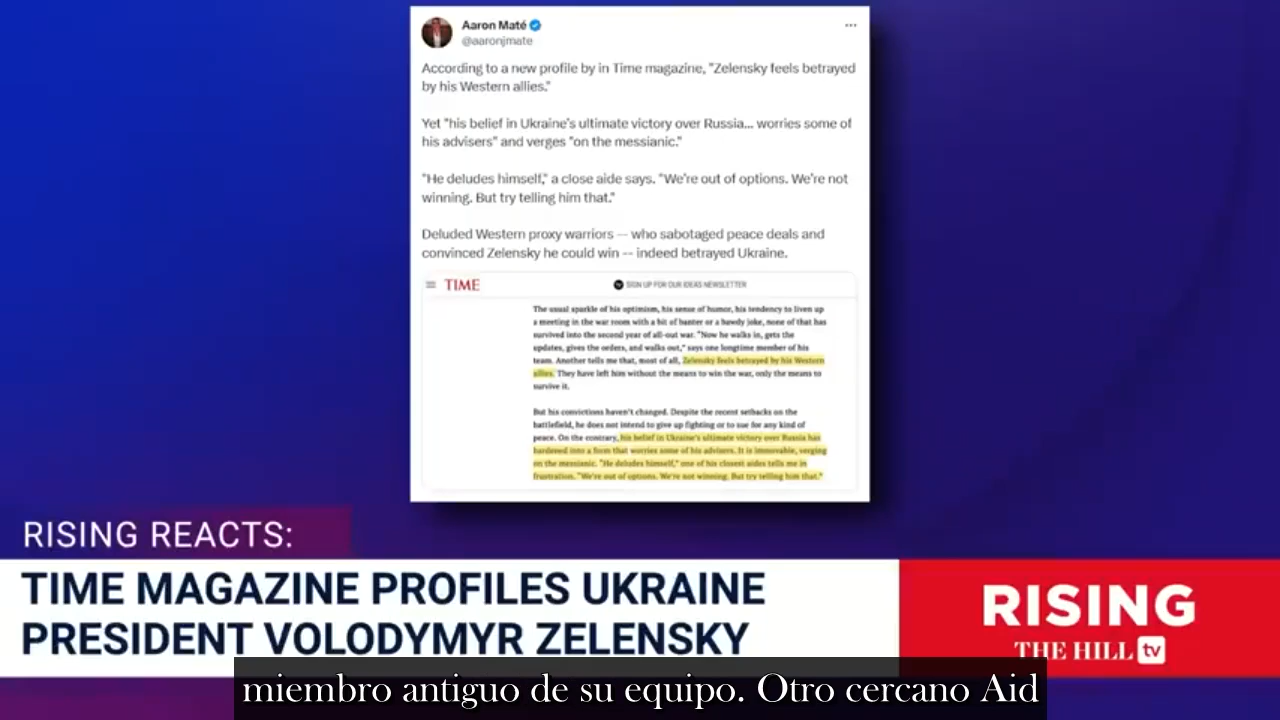 Aaron Maté
@aaronjmate
According to a new profile by in Time magazine, "Zelensky feels betrayed
by his Western allies."
Yet "his belief in Ukraine's ultimate victory over Russia... worries some of
his advisers" and verges "on the messianic."
"He deludes himself," a close aide says. "We're out of options. We're not
winning. But try telling him that."
Deluded Western proxy warriors -- who sabotaged peace deals and
convinced Zelensky he could win -- indeed betrayed Ukraine.
TIME
SIGN UP FOR OUR IDEAS NEWSLETTER
The usual sparkle of his optimism, his sense of humor, his tendency to liven up
a meeting in the war room with a bit of banter or a bawdy joke, none of that has
survived into the second year of all-out war. "Now he walks in, gets the
updates, gives the orders, and walks out," says one longtime member of his
team. Another tells me that, most of all, Zelensky feels betrayed by his Western
allies. They have left him without the means to win the war, only the means to
survive it.
But his convictions haven't changed. Despite the recent setbacks on the
battlefield, he does not intend to give up fighting or to sue for any kind of
peace. On the contrary, his belief in Ukraine's ultimate victory over Russia has
hardened into a form that worries some of his advisers. It is immovable, verging
on the messianic. "He deludes himself," one of his closest aides tells me in
frustration. "We're out of options. We're not winning. But try telling him that."
RISING REACTS:
TIME MAGAZINE PROFILES UKRAINE
PRESIDENT VOLODYMYR ZELENSKY
RISING
THE HILL tv
miembro antiguo de su equipo. Otro cercano Aid